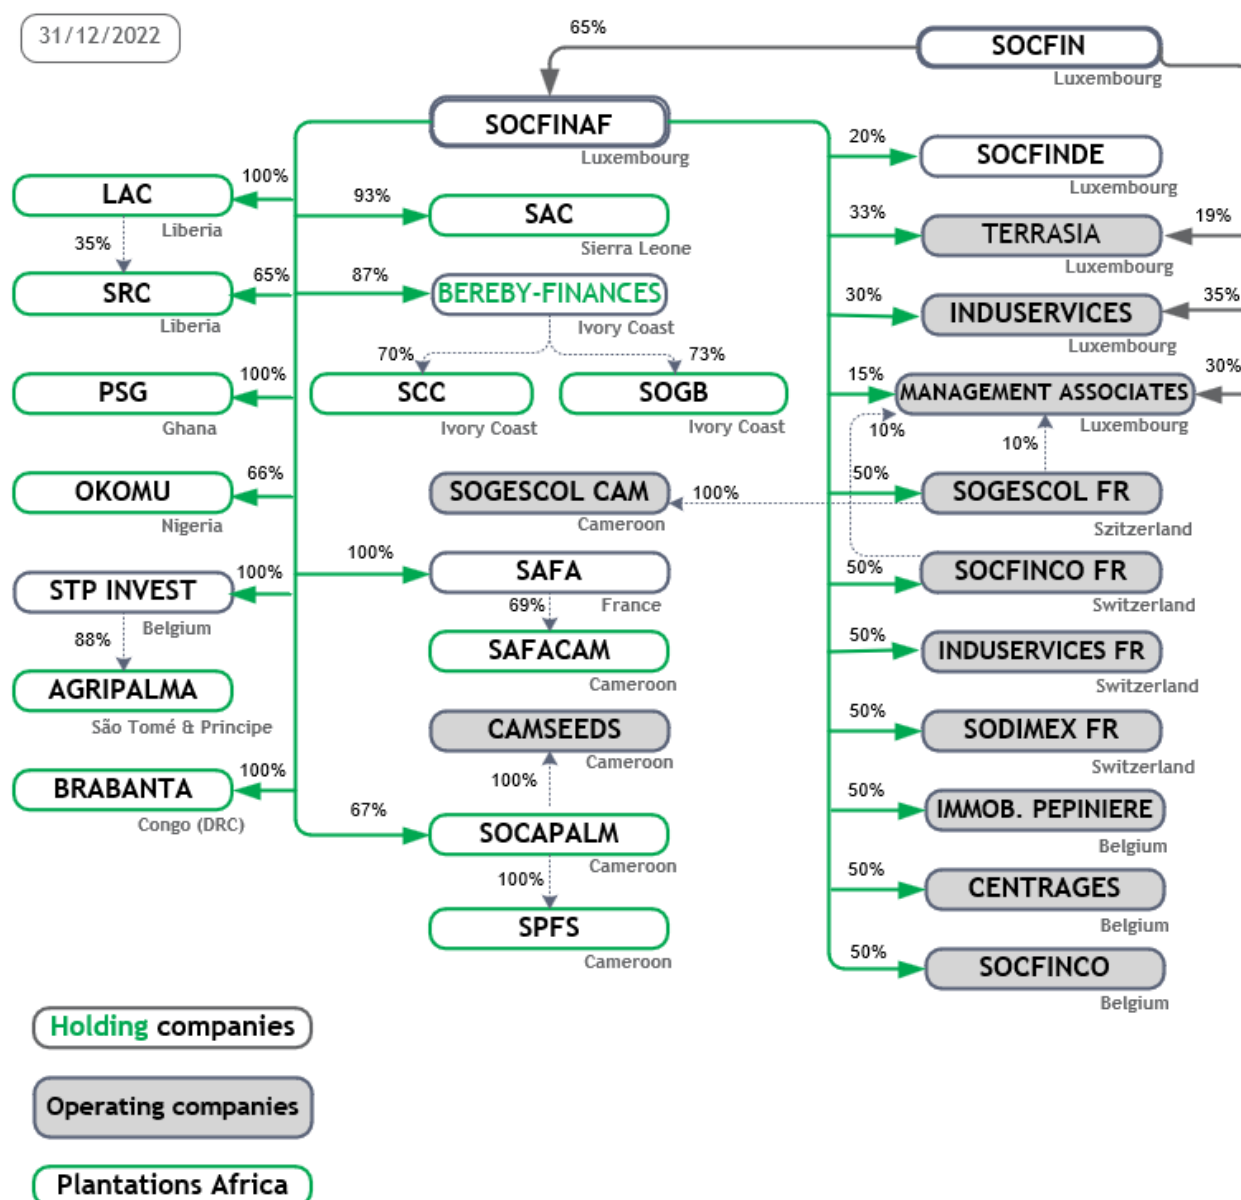 31/12/2022
65%
SOCFIN
Luxembourg
SOCFINAF
Luxembourg
20%
SOCFINDE
Luxembourg
100%
LAC
Liberia
93%
SAC
Sierra Leone
33%
TERRASIA
Luxembourg
19%
35%
65%
SRC
Liberia
87%
BEREBY-FINANCES
Ivory Coast
30%
INDUSERVICES
Luxembourg
35%
70%
73%
100%
PSG
Ghana
SCC
Ivory Coast
SOGB
Ivory Coast
15%
MANAGEMENT ASSOCIATES
Luxembourg
30%
10%
10%
66%
OKOMU
Nigeria
SOGESCOL CAM
Cameroon
100%
50%
SOGESCOL FR
Szitzerland
100%
SAFA
France
50%
SOCFINCO FR
Switzerland
100%
STP INVEST
Belgium
88%
69%
SAFACAM
Cameroon
50%
INDUSERVICES FR
Switzerland
AGRIPALMA
São Tomé & Principe
CAMSEEDS
Cameroon
50%
SODIMEX FR
Switzerland
100%
100%
BRABANTA
Congo (DRC)
67%
SOCAPALM
Cameroon
50%
IMMOB. PEPINIERE
Belgium
100%
SPFS
Cameroon
50%
CENTRAGES
Belgium
50%
SOCFINCO
Belgium
Holding companies
Operating companies
Plantations Africa